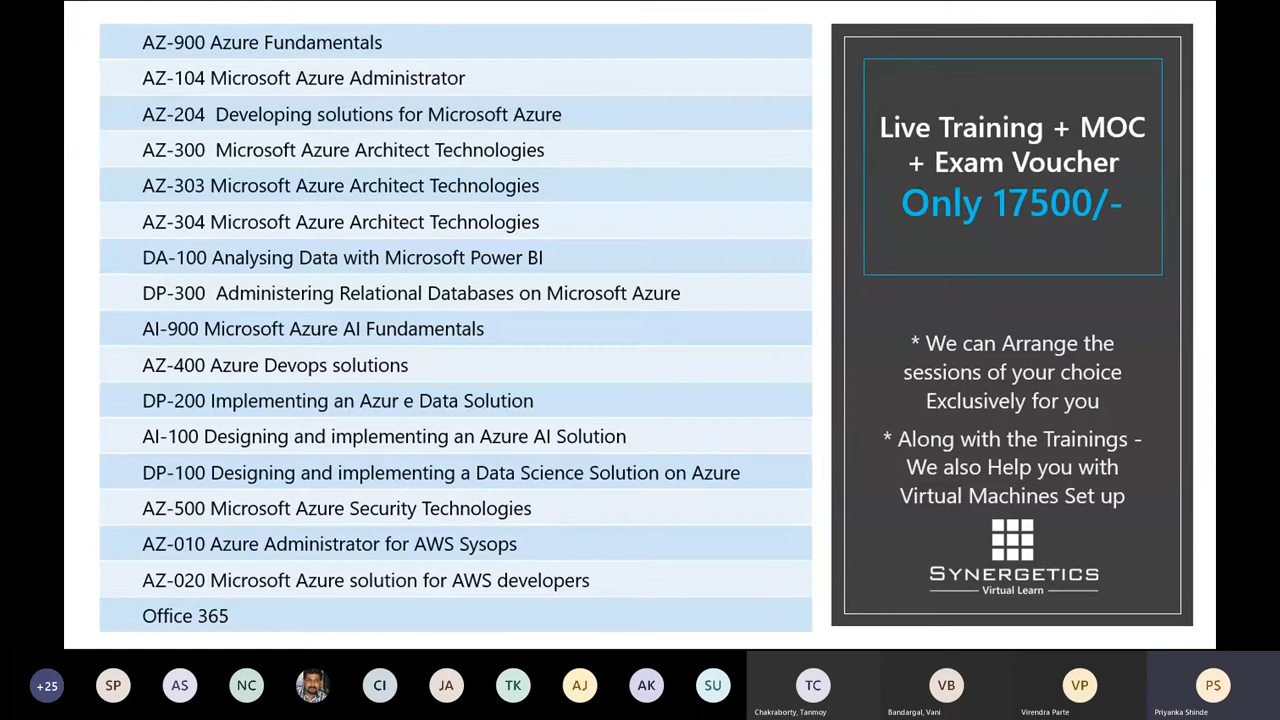 AZ-900 Azure Fundamentals
AZ-104 Microsoft Azure Administrator
AZ-204  Developing solutions for Microsoft Azure
AZ-300  Microsoft Azure Architect Technologies
AZ-303 Microsoft Azure Architect Technologies
AZ-304 Microsoft Azure Architect Technologies
DA-100 Analysing Data with Microsoft Power BI
DP-300  Administering Relational Databases on Microsoft Azure
AI-900 Microsoft Azure AI Fundamentals
AZ-400 Azure Devops solutions
DP-200 Implementing an Azur e Data Solution
AI-100 Designing and implementing an Azure AI Solution
DP-100 Designing and implementing a Data Science Solution on Azure
AZ-500 Microsoft Azure Security Technologies
AZ-010 Azure Administrator for AWS Sysops
AZ-020 Microsoft Azure solution for AWS developers
Office 365
Live Training + MOC
+ Exam Voucher
Only 17500/-
* We can Arrange the
sessions of your choice
Exclusively for you
* Along with the Trainings -
We also Help you with
Virtual Machines Set up
SYNERGETICS
Virtual Learn
+25
SP
AS
NC
CI
JA
TK
AJ
AK
SU
TC
VB
VP
PS
Chakraborty, Tanmoy
Bandargal, Vani
Virendra Parte
Priyanka Shinde